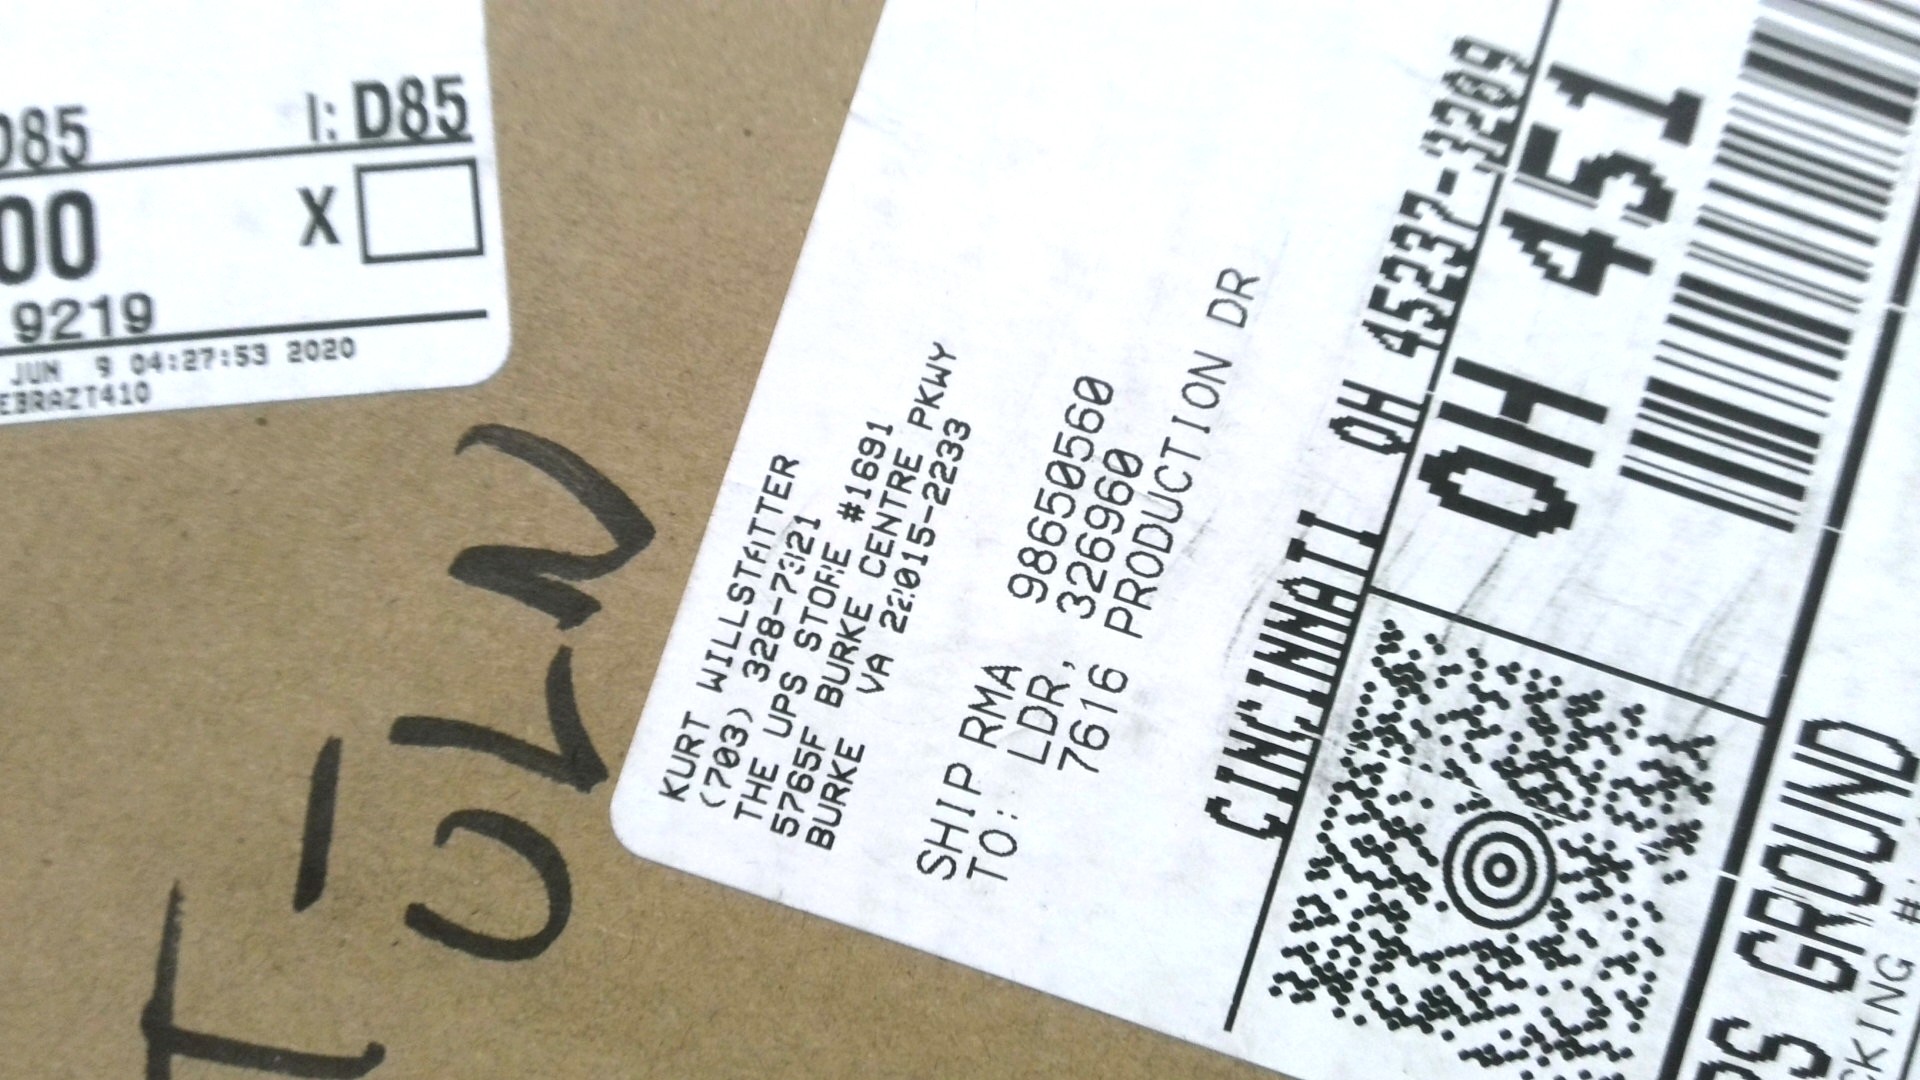 D85 I: D85
00 X
9219
JUN 9 04:27:53 2020
EBRAZT410
KURT WILLSTATTER
(703) 328-7321
THE UPS STORE #1691
5765F BURKE CENTRE PKWY
BURKE VA 22015-2233
SHIP RMA 98650560
TO: LDR, 326960
7616 PRODUCTION DR
CINCINNATI OH 45237-3209
OH 451
PS GROUND
CKING #